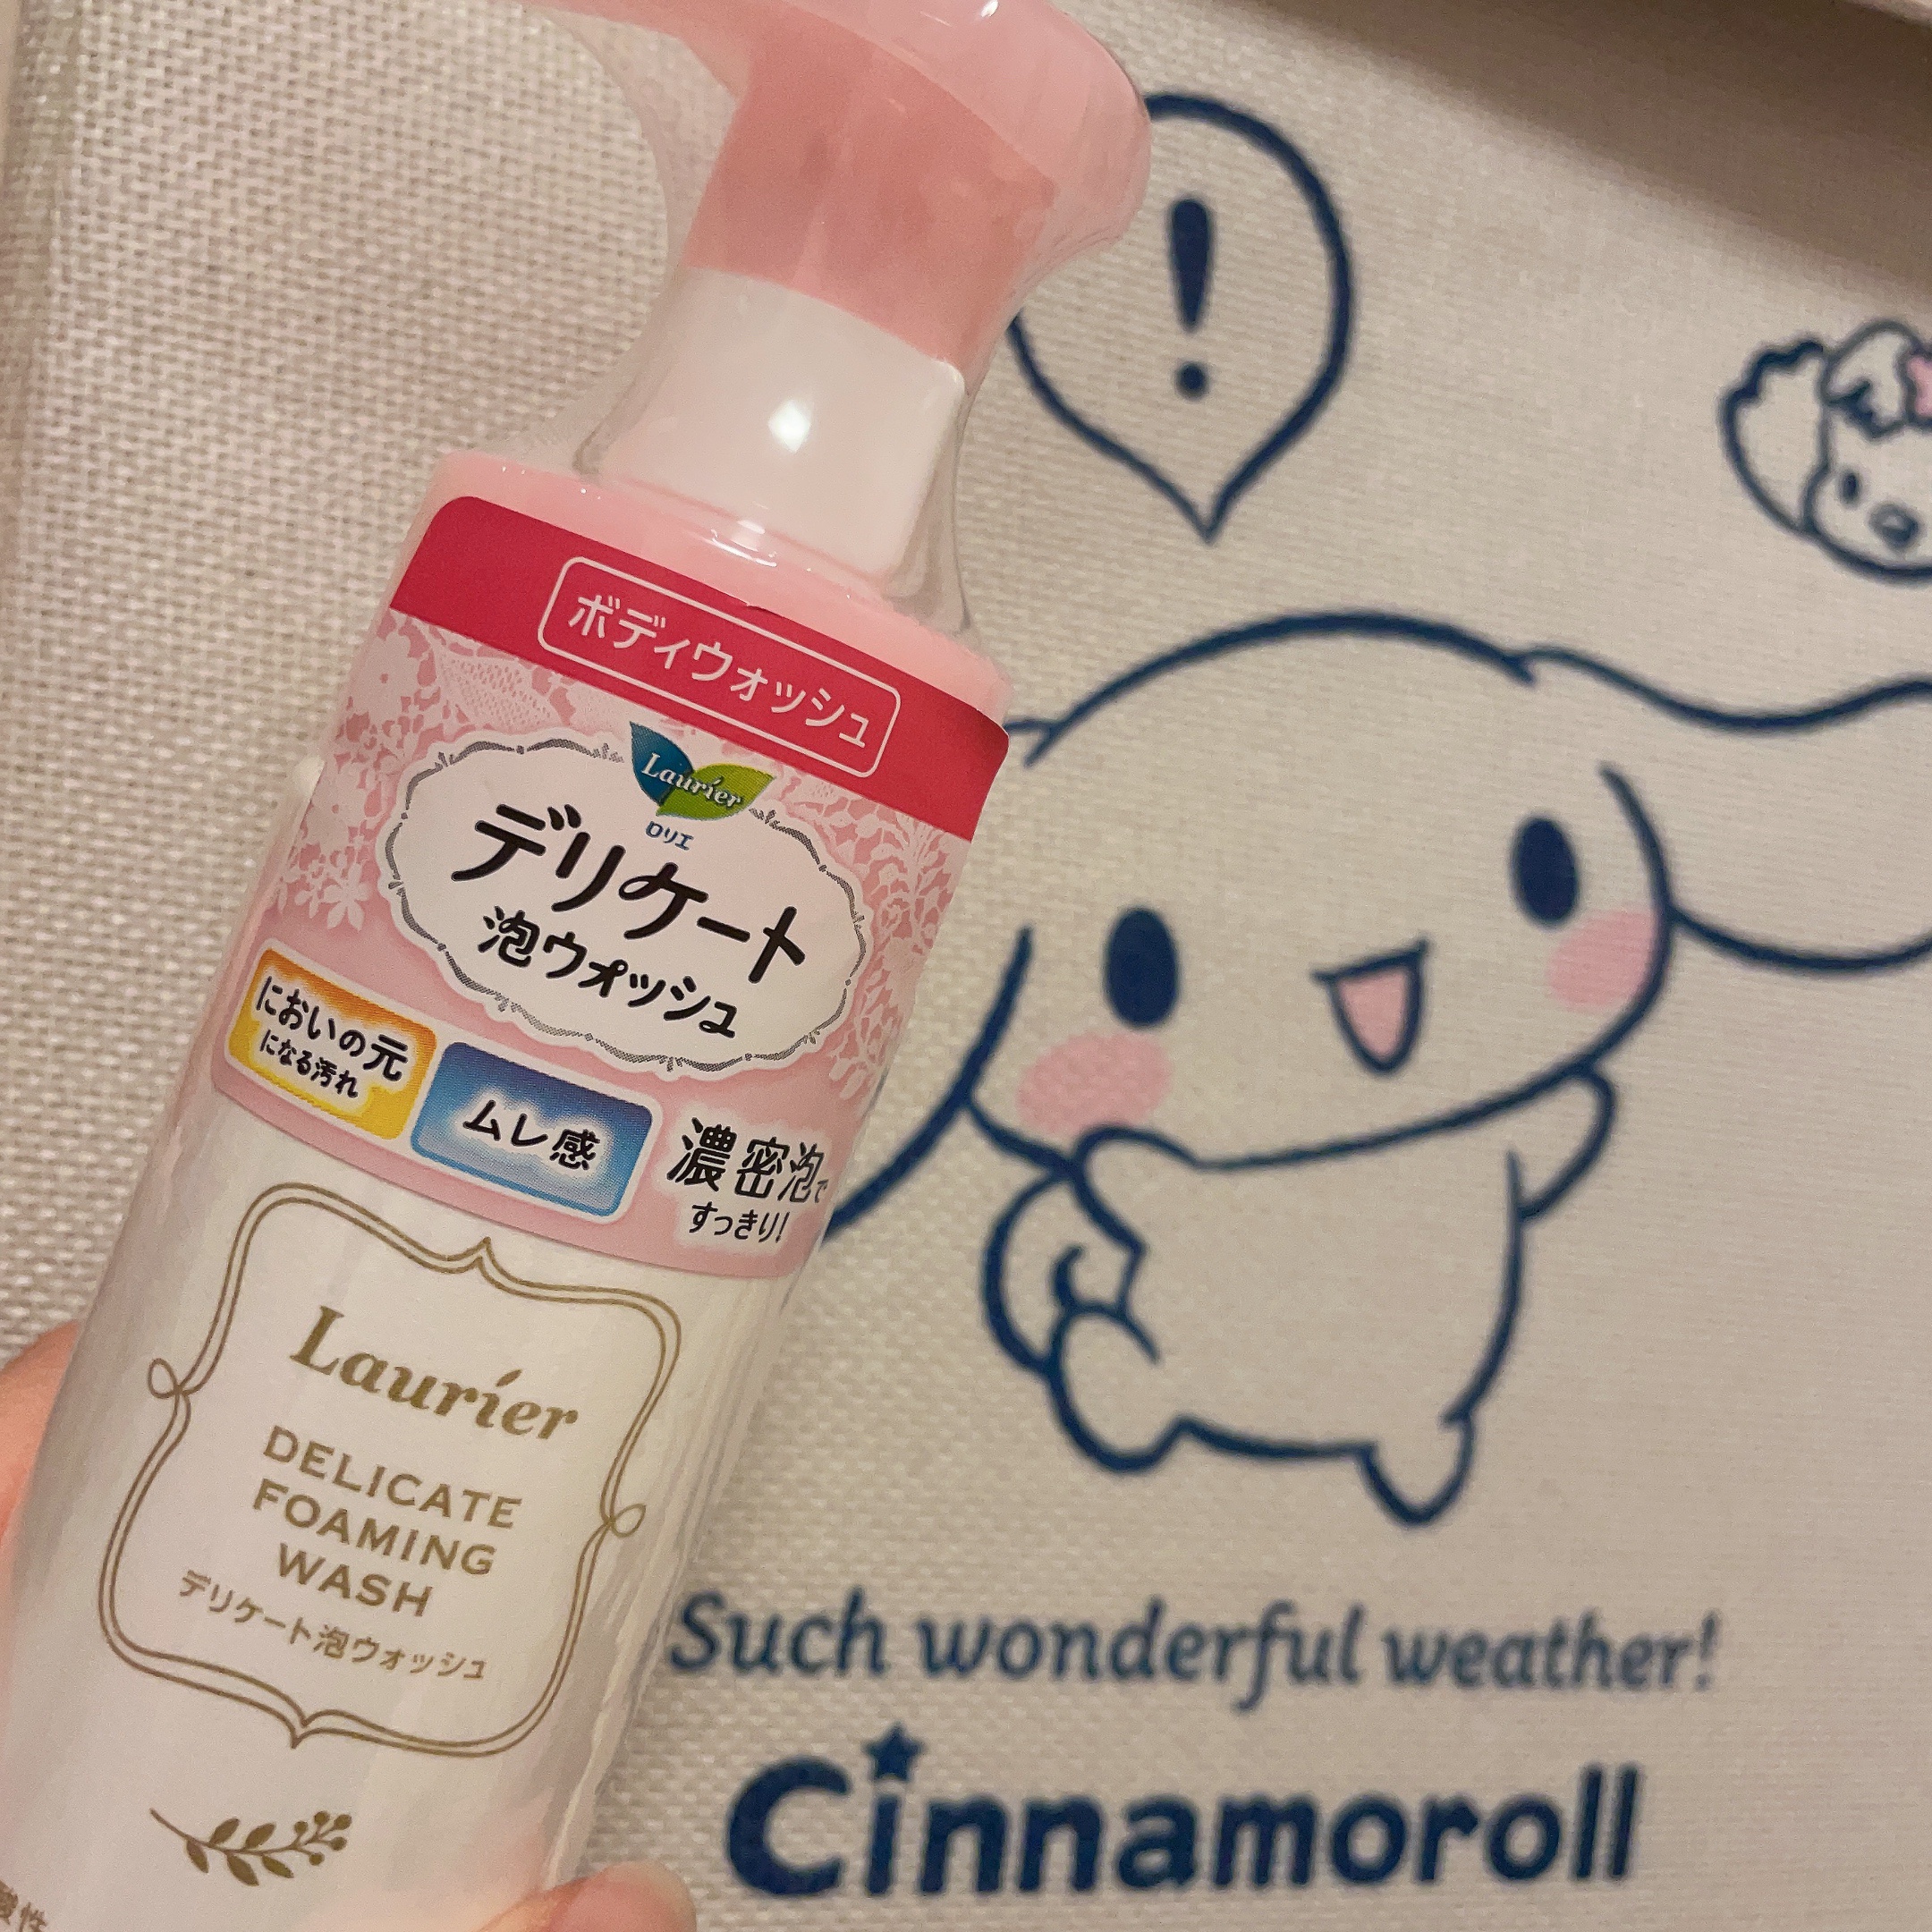 ボディウォッシュ
Laurier
ロリエ
デリケート
泡ウォッシュ
においの元
になる汚れ
ムレ感
濃密泡で
すっきり!
Laurier
DELICATE
FOAMING
WASH
デリケート泡ウォッシュ
酸性
!
Such wonderful weather!
Cinnamoroll